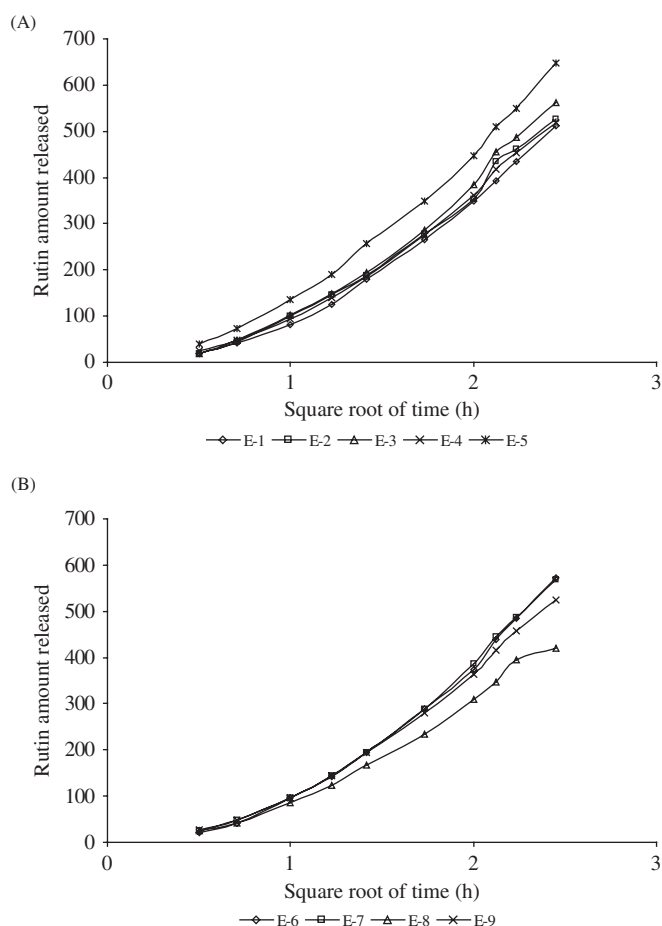 (A)
700
600
500
400
300
200
100
0
Rutin amount released
0 1 2 3
Square root of time (h)
E-1 E-2 E-3 E-4 E-5
(B)
700
600
500
400
300
200
100
0
Rutin amount released
0 1 2 3
Square root of time (h)
E-6 E-7 E-8 E-9